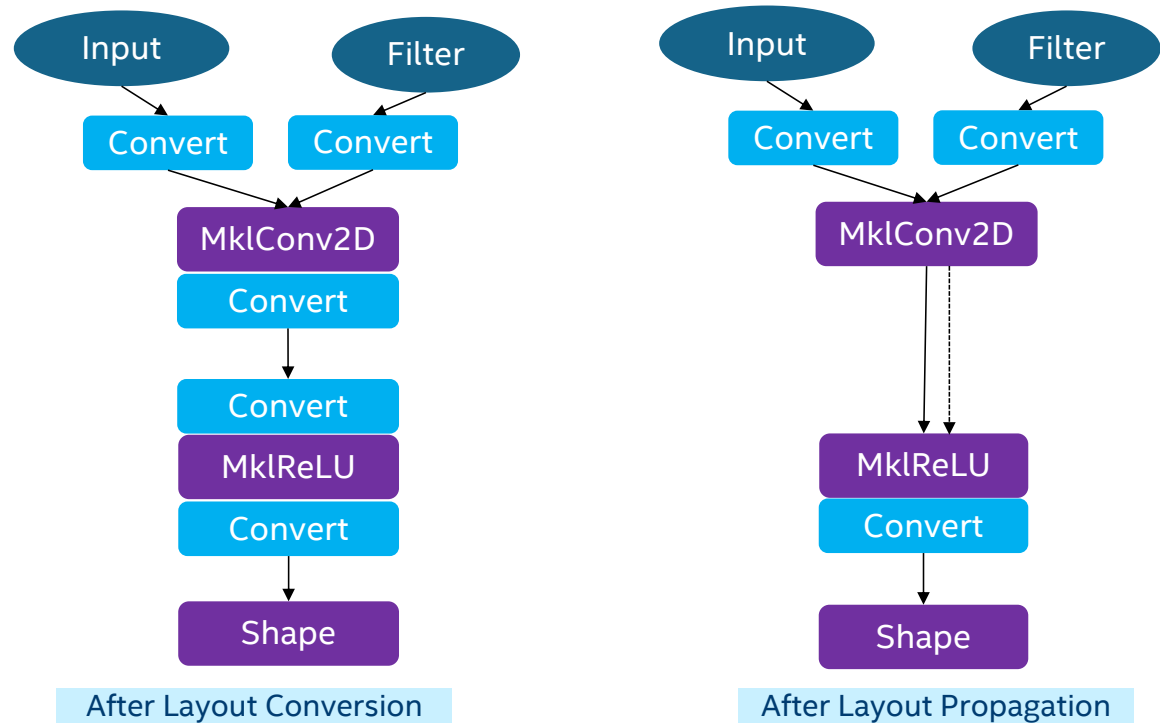 Input
Filter
Convert
Convert
MklConv2D
Convert
Convert
MklReLU
Convert
Shape
After Layout Conversion
Input
Filter
Convert
Convert
MklConv2D
MklReLU
Convert
Shape
After Layout Propagation